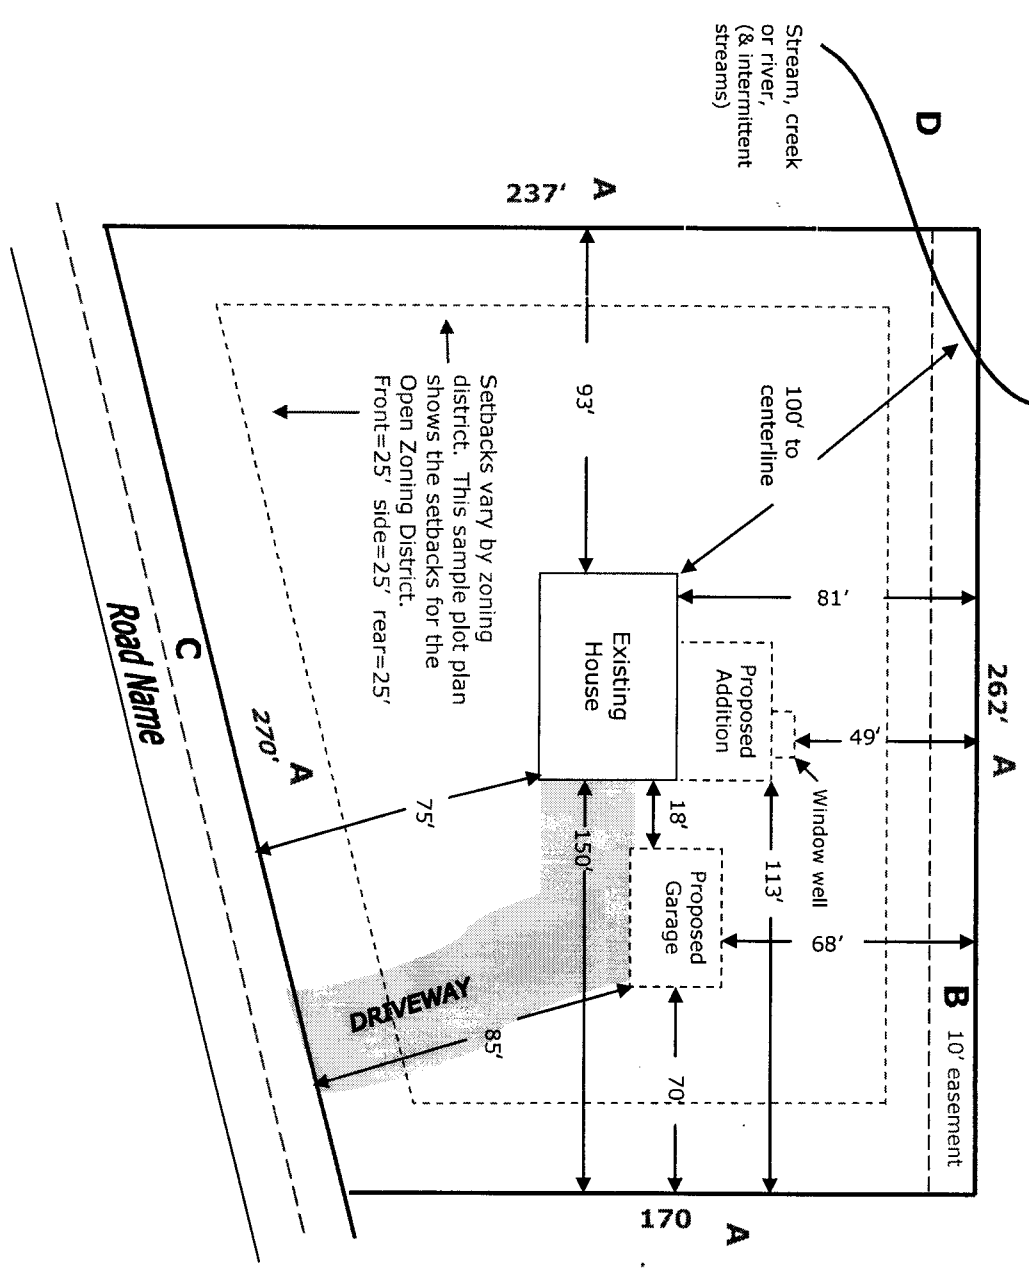 Stream, creek
or river,
(& intermittent
streams)
D
237'
A
93'
100' to
centerline
Setbacks vary by zoning
district. This sample plot plan
shows the setbacks for the
Open Zoning District.
Front=25' side=25' rear=25'
81'
262'
A
Existing
House
Proposed
Addition
49'
Window well
C
Road Name
270'
A
75'
18'
150'
113'
Proposed
Garage
68'
B
10' easement
DRIVEWAY
85'
70'
170
A